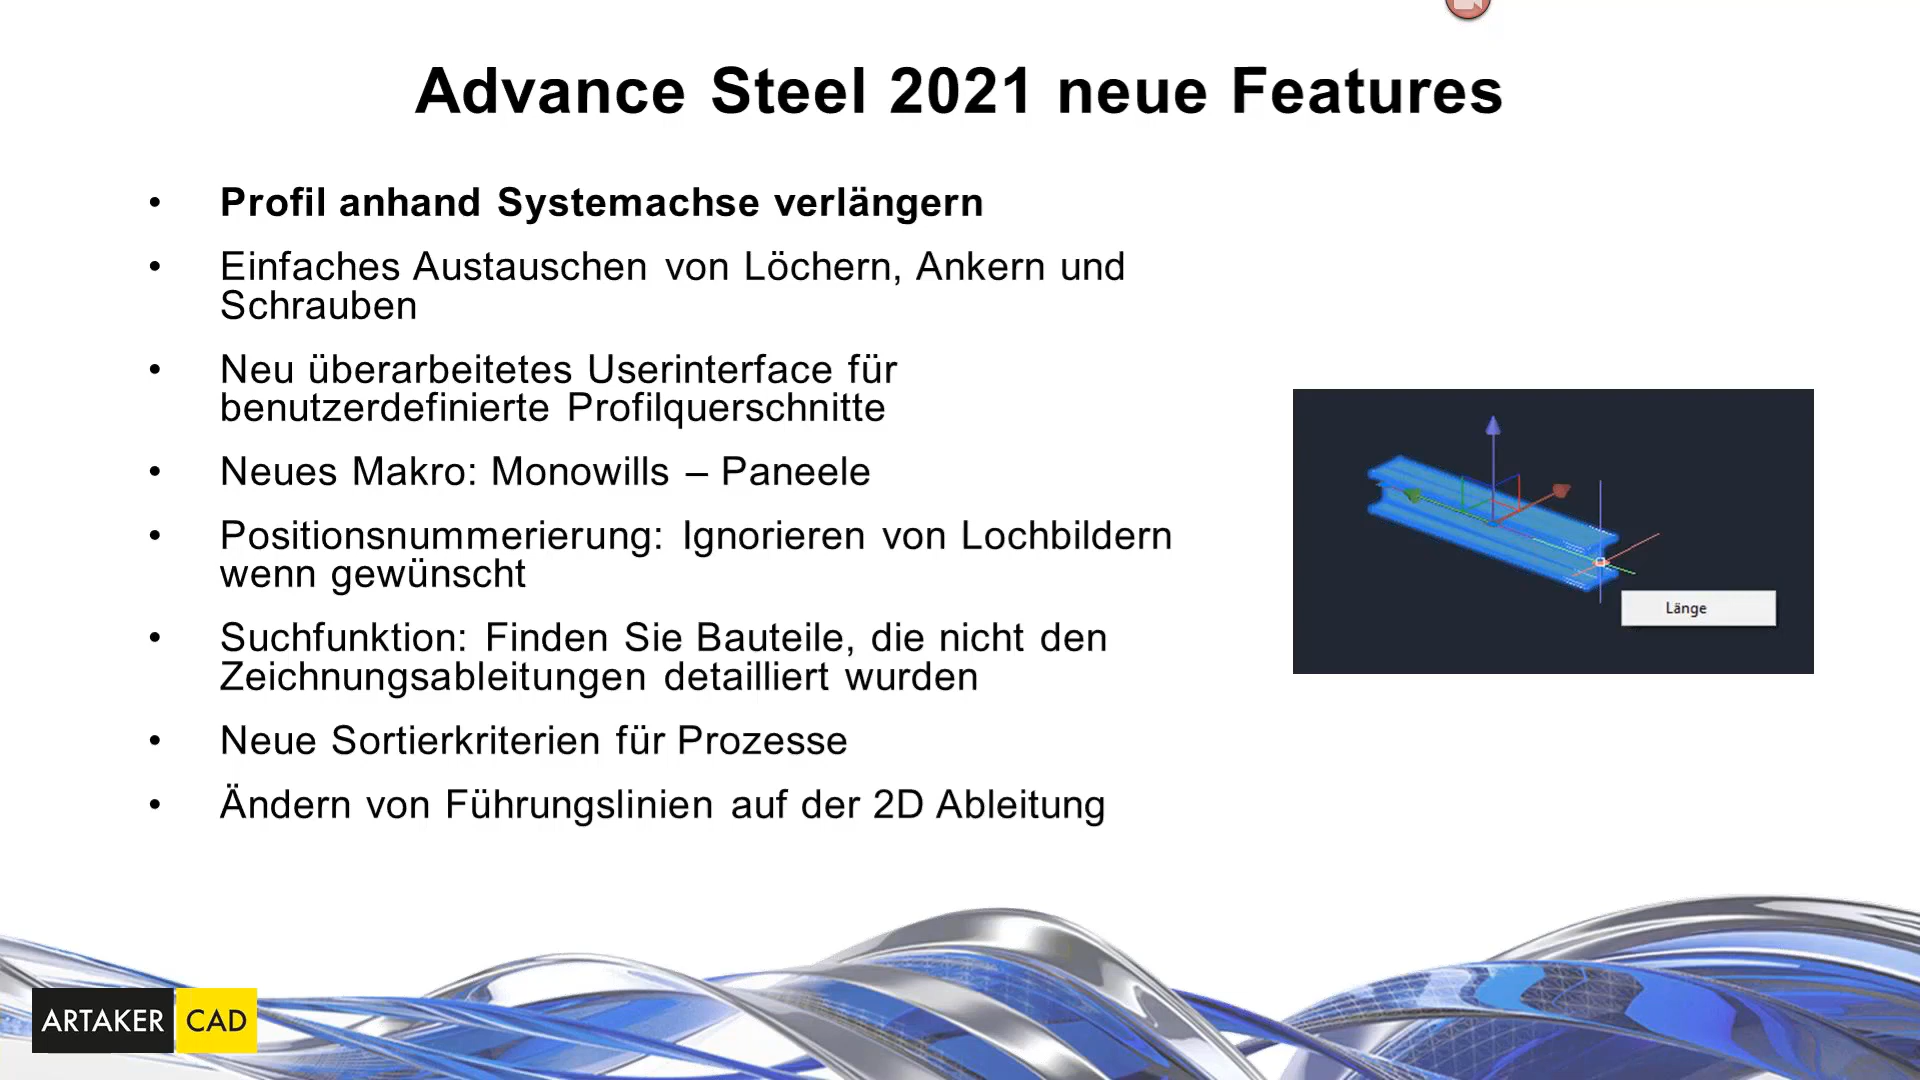 Advance Steel 2021 neue Features
• Profil anhand Systemachse verlängern
• Einfaches Austauschen von Löchern, Ankern und
Schrauben
• Neu überarbeitetes Userinterface für
benutzerdefinierte Profilquerschnitte
• Neues Makro: Monowills – Paneele
• Positionsnummerierung: Ignorieren von Lochbildern
wenn gewünscht
• Suchfunktion: Finden Sie Bauteile, die nicht den
Zeichnungsableitungen detailliert wurden
• Neue Sortierkriterien für Prozesse
• Ändern von Führungslinien auf der 2D Ableitung
Länge
ARTAKER CAD